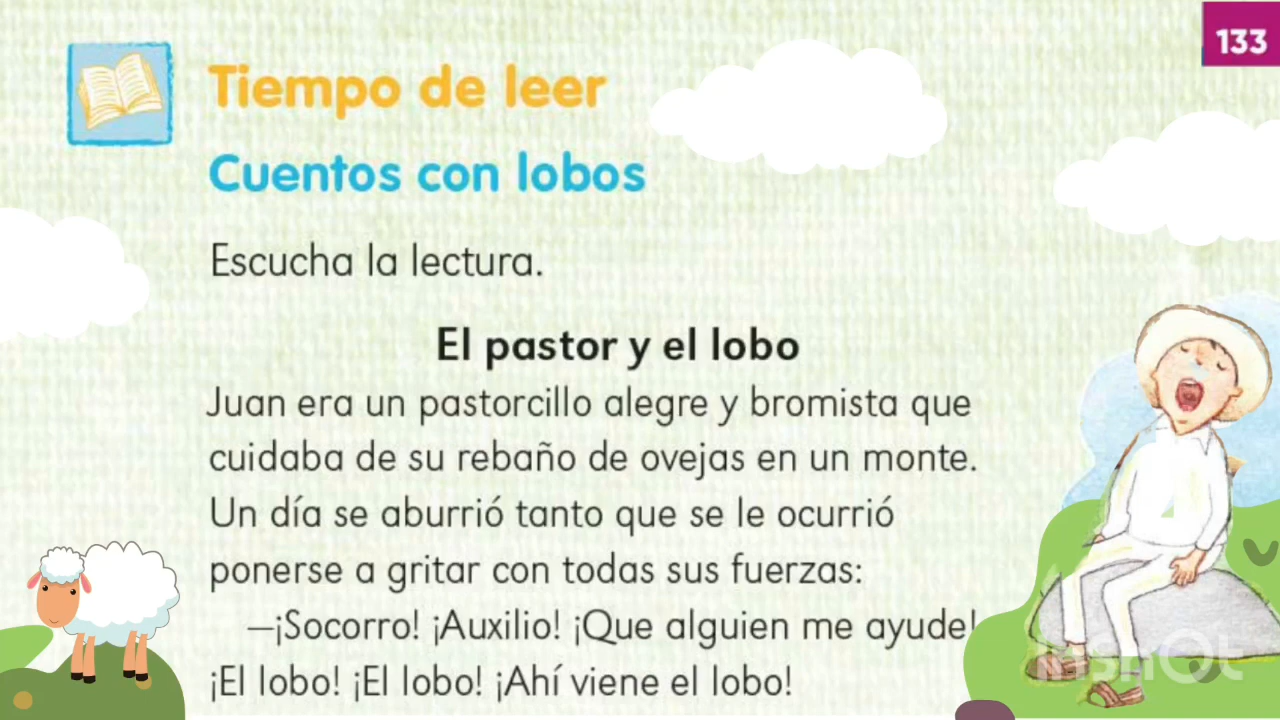 133
Tiempo de leer
Cuentos con lobos
Escucha la lectura.
El pastor y el lobo
Juan era un pastorcillo alegre y bromista que
cuidaba de su rebaño de ovejas en un monte.
Un día se aburrió tanto que se le ocurrió
ponerse a gritar con todas sus fuerzas:
—¡Socorro! ¡Auxilio! ¡Que alguien me ayude!
¡El lobo! ¡El lobo! ¡Ahí viene el lobo!
InShOt